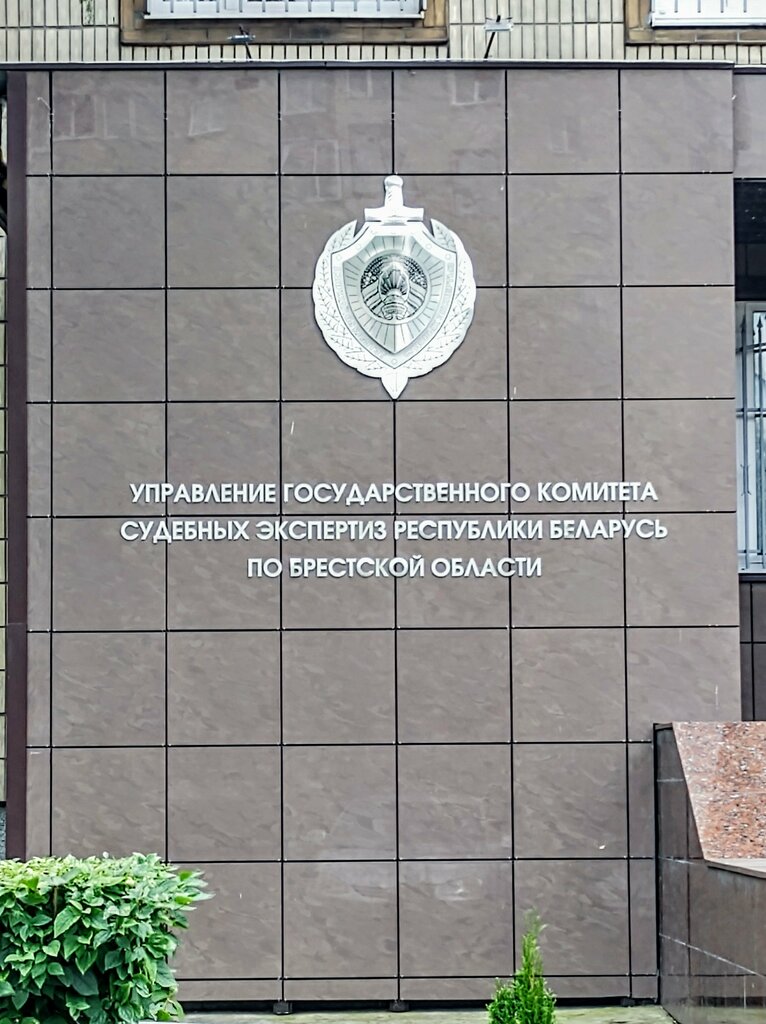 УПРАВЛЕНИЕ ГОСУДАРСТВЕННОГО КОМИТЕТА
СУДЕБНЫХ ЭКСПЕРТИЗ РЕСПУБЛИКИ БЕЛАРУСЬ
ПО БРЕСТСКОЙ ОБЛАСТИ